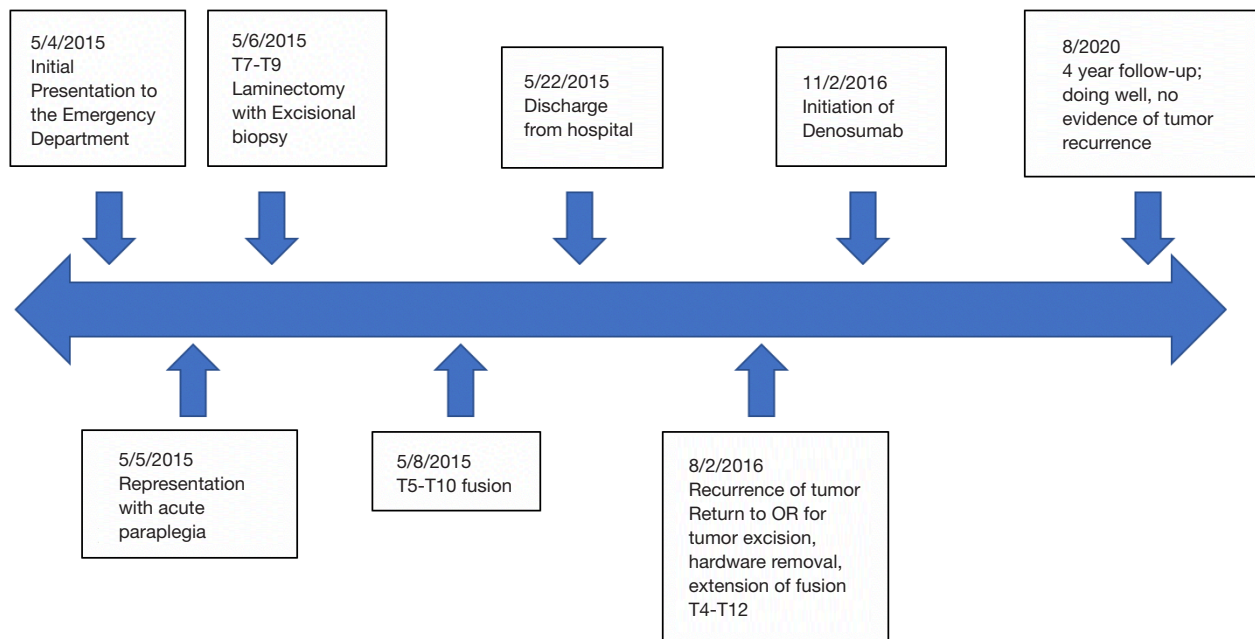 5/4/2015
Initial
Presentation to
the Emergency
Department
5/6/2015
T7-T9
Laminectomy
with Excisional
biopsy
5/22/2015
Discharge
from hospital
11/2/2016
Initiation of
Denosumab
8/2020
4 year follow-up;
doing well, no
evidence of tumor
recurrence
5/5/2015
Representation
with acute
paraplegia
5/8/2015
T5-T10 fusion
8/2/2016
Recurrence of tumor
Return to OR for
tumor excision,
hardware removal,
extension of fusion
T4-T12